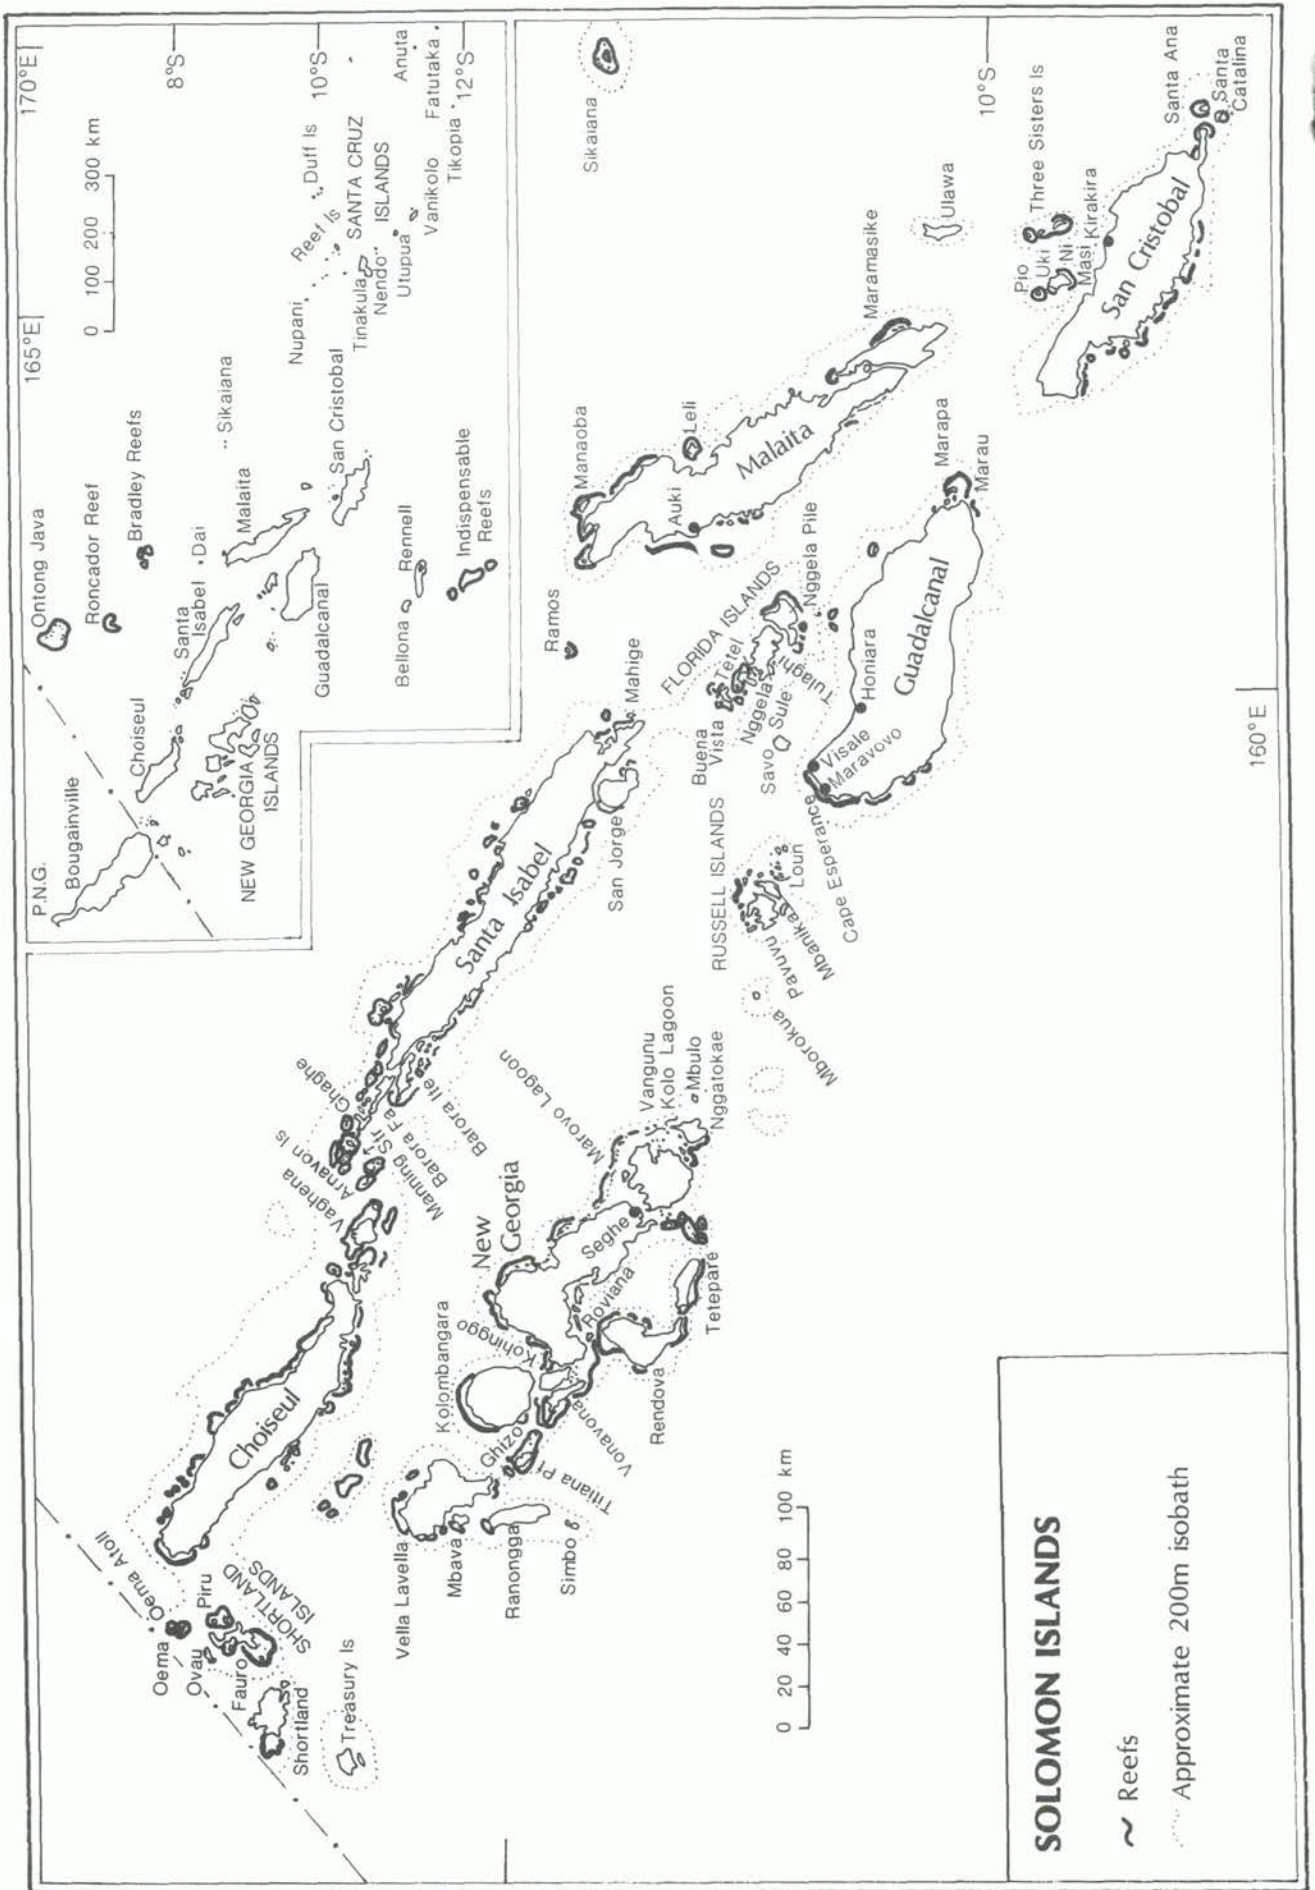 170°E
165°E
8°S
10°S
12°S
0 100 200 300 km
P.N.G.
Bougainville
Choiseul
NEW GEORGIA
ISLANDS
Ontong Java
Roncador Reef
Bradley Reefs
Santa
Isabel
Dai
Malaita
Sikaiana
Guadalcanal
San Cristobal
Bellona
Rennell
Indispensable
Reefs
Nupani
Reef Is
Duff Is
Tinakula
SANTA CRUZ
ISLANDS
Nendo
Utupua
Vanikolo
Tikopia
Anuta
Fatutaka
Oema Atoll
Oema
Ovau
Piru
Fauro
SHORTLAND
ISLANDS
Shortland
Treasury Is
Choiseul
Vaghena
Arnavon Is
Ghaghe
Manning Str
Barora Fa
Barora Ite
Santa Isabel
San Jorge
Mahige
Ramos
Vella Lavella
Mbava
Ranongga
Simbo
Kolombangara
Ghizo
Titiana Pt
Vonavona
Kohinggo
New
Georgia
Roviana
Seghe
Rendova
Tetepare
Marovo Lagoon
Vangunu
Kolo Lagoon
Mbulo
Nggatokae
Mborokua
RUSSELL ISLANDS
Pavuvu
Mbanika
Loun
Cape Esperance
Visale
Maravovo
Savo
Buena
Vista
Nggela
Sule
FLORIDA ISLANDS
Tetel
Tulaghi
Nggela Pile
Honiara
Guadalcanal
Marapa
Marau
Manaoba
Auki
Leli
Malaita
Maramasike
Sikaiana
Ulawa
Pio
Uki
Ni
Masi
Three Sisters Is
Kirakira
San Cristobal
Santa Ana
Santa
Catalina
10°S
160°E
0 20 40 60 80 100 km
SOLOMON ISLANDS
Reefs
Approximate 200m isobath